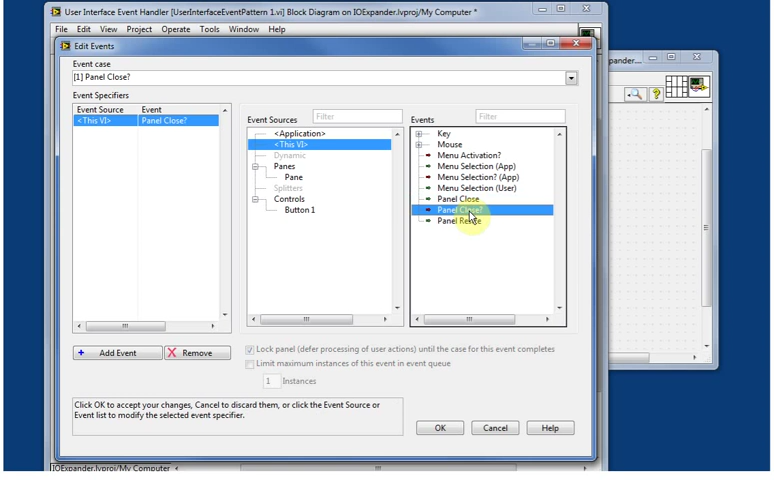 User Interface Event Handler [UserInterfaceEventPattern 1.vi] Block Diagram on IOExpander.lvproj/My Computer *
File Edit View Project Operate Tools Window Help
Edit Events
pander....
Event case
[1] Panel Close?
Event Specifiers
Event Source Event
<This VI> Panel Close?
Event Sources Filter
<Application>
<This VI>
Dynamic
Panes
Pane
Splitters
Controls
Button 1
Events Filter
Key
Mouse
Menu Activation?
Menu Selection (App)
Menu Selection? (App)
Menu Selection (User)
Panel Close
Panel Close?
Panel Resize
Add Event Remove
Lock panel (defer processing of user actions) until the case for this event completes
Limit maximum instances of this event in event queue
1 Instances
Click OK to accept your changes, Cancel to discard them, or click the Event Source or
Event list to modify the selected event specifier.
OK Cancel Help
IOExpander.lvproj/My Computer